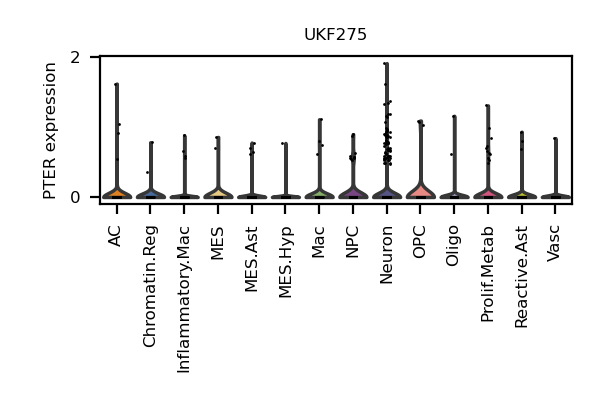 UKF275
PTER expression
2
0
AC
Chromatin.Reg
Inflammatory.Mac
MES
MES.Ast
MES.Hyp
Mac
NPC
Neuron
OPC
Oligo
Prolif.Metab
Reactive.Ast
Vasc